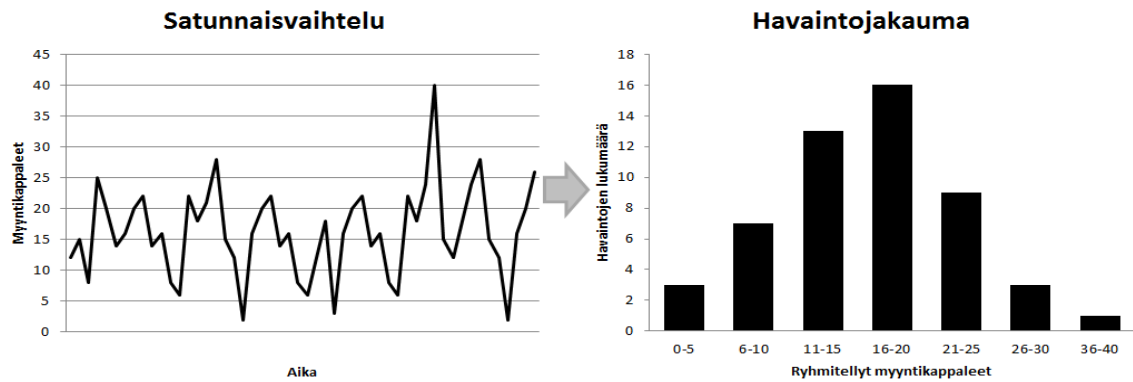 Satunnaisvaihtelu
Myyntikappaleet
45
40
35
30
25
20
15
10
5
0
Aika
Havaintojakauma
Havaintojen lukumäärä
18
16
14
12
10
8
6
4
2
0
0-5 6-10 11-15 16-20 21-25 26-30 36-40
Ryhmitellyt myyntikappaleet